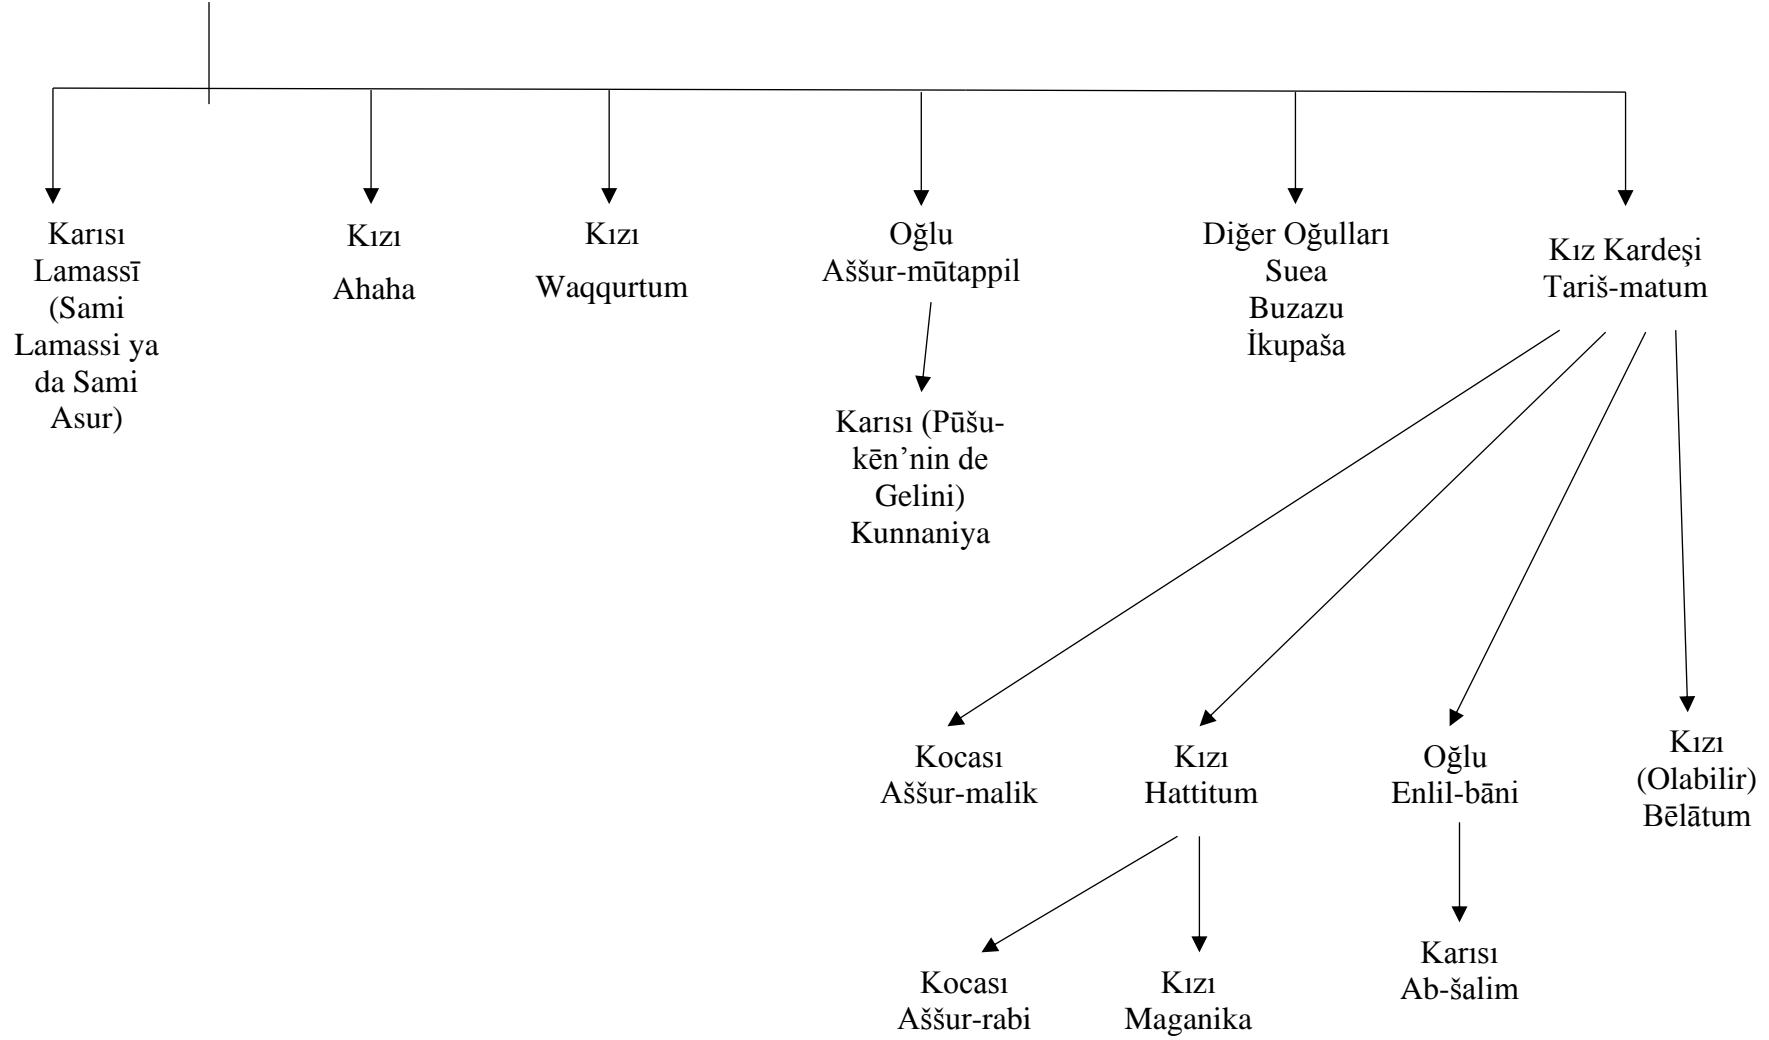 Karısı
Lamassī
(Sami
Lamassi ya
da Sami
Asur)
Kızı
Ahaha
Kızı
Waqqurtum
Oğlu
Aššur-mūtappil
Diğer Oğulları
Suea
Buzazu
İkupaša
Kız Kardeşi
Tariš-matum
Karısı (Pūšu-
kēn’nin de
Gelini)
Kunnaniya
Kocası
Aššur-malik
Kızı
Hattitum
Oğlu
Enlil-bāni
Kızı
(Olabilir)
Bēlātum
Kocası
Aššur-rabi
Kızı
Maganika
Karısı
Ab-šalim